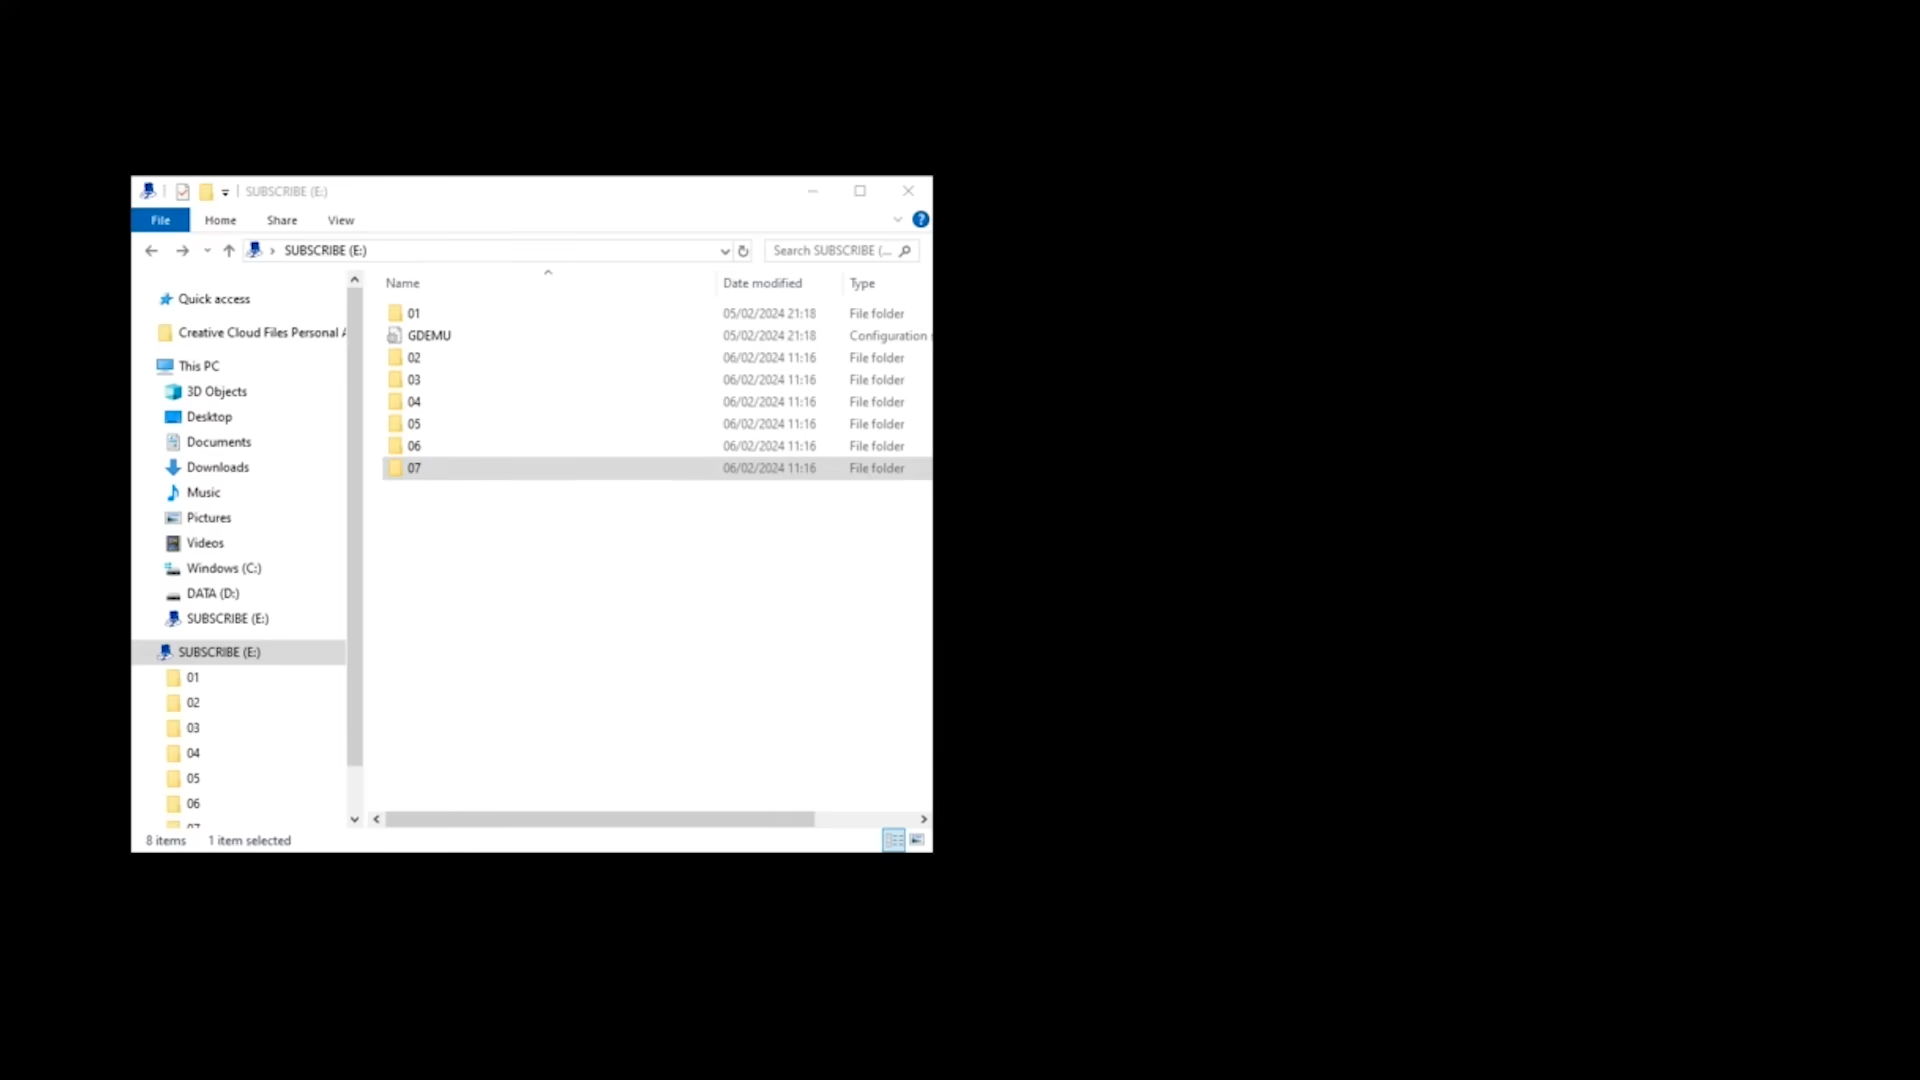 SUBSCRIBE (E:)
File Home Share View
SUBSCRIBE (E:) Search SUBSCRIBE (...
Name Date modified Type
Quick access
Creative Cloud Files Personal
This PC
3D Objects
Desktop
Documents
Downloads
Music
Pictures
Videos
Windows (C:)
DATA (D:)
SUBSCRIBE (E:)
SUBSCRIBE (E:)
01
02
03
04
05
06
07
01 05/02/2024 21:18 File folder
GDEMU 05/02/2024 21:18 Configuration
02 06/02/2024 11:16 File folder
03 06/02/2024 11:16 File folder
04 06/02/2024 11:16 File folder
05 06/02/2024 11:16 File folder
06 06/02/2024 11:16 File folder
07 06/02/2024 11:16 File folder
8 items 1 item selected